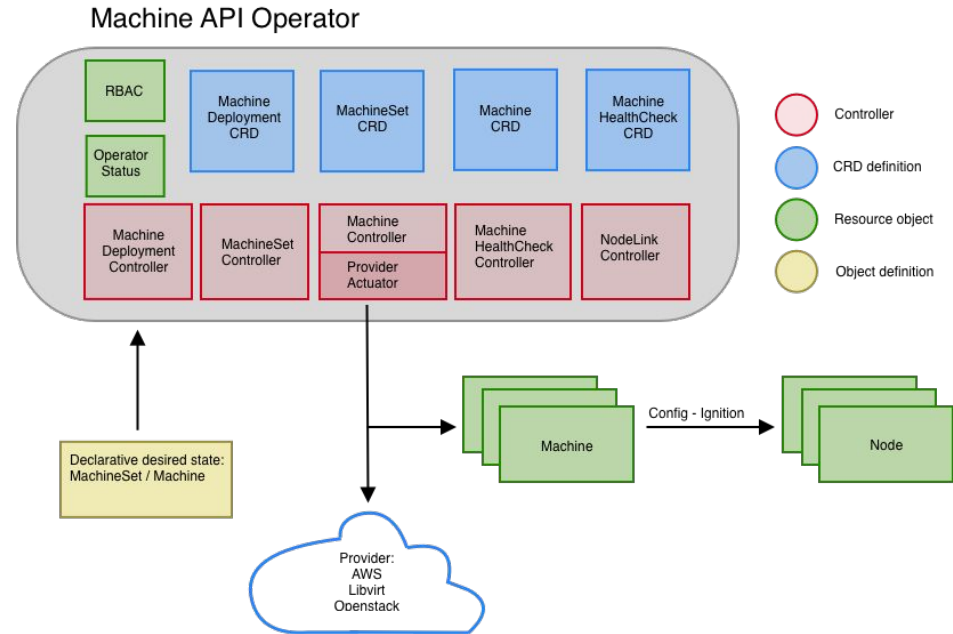 Machine API Operator
RBAC
Machine
Deployment
CRD
MachineSet
CRD
Machine
CRD
Machine
HealthCheck
CRD
Operator
Status
Machine
Deployment
Controller
MachineSet
Controller
Machine
Controller
Provider
Actuator
Machine
HealthCheck
Controller
NodeLink
Controller
Controller
CRD definition
Resource object
Object definition
Declarative desired state:
MachineSet / Machine
Machine
Config - Ignition
Node
Provider:
AWS
Libvirt
Openstack